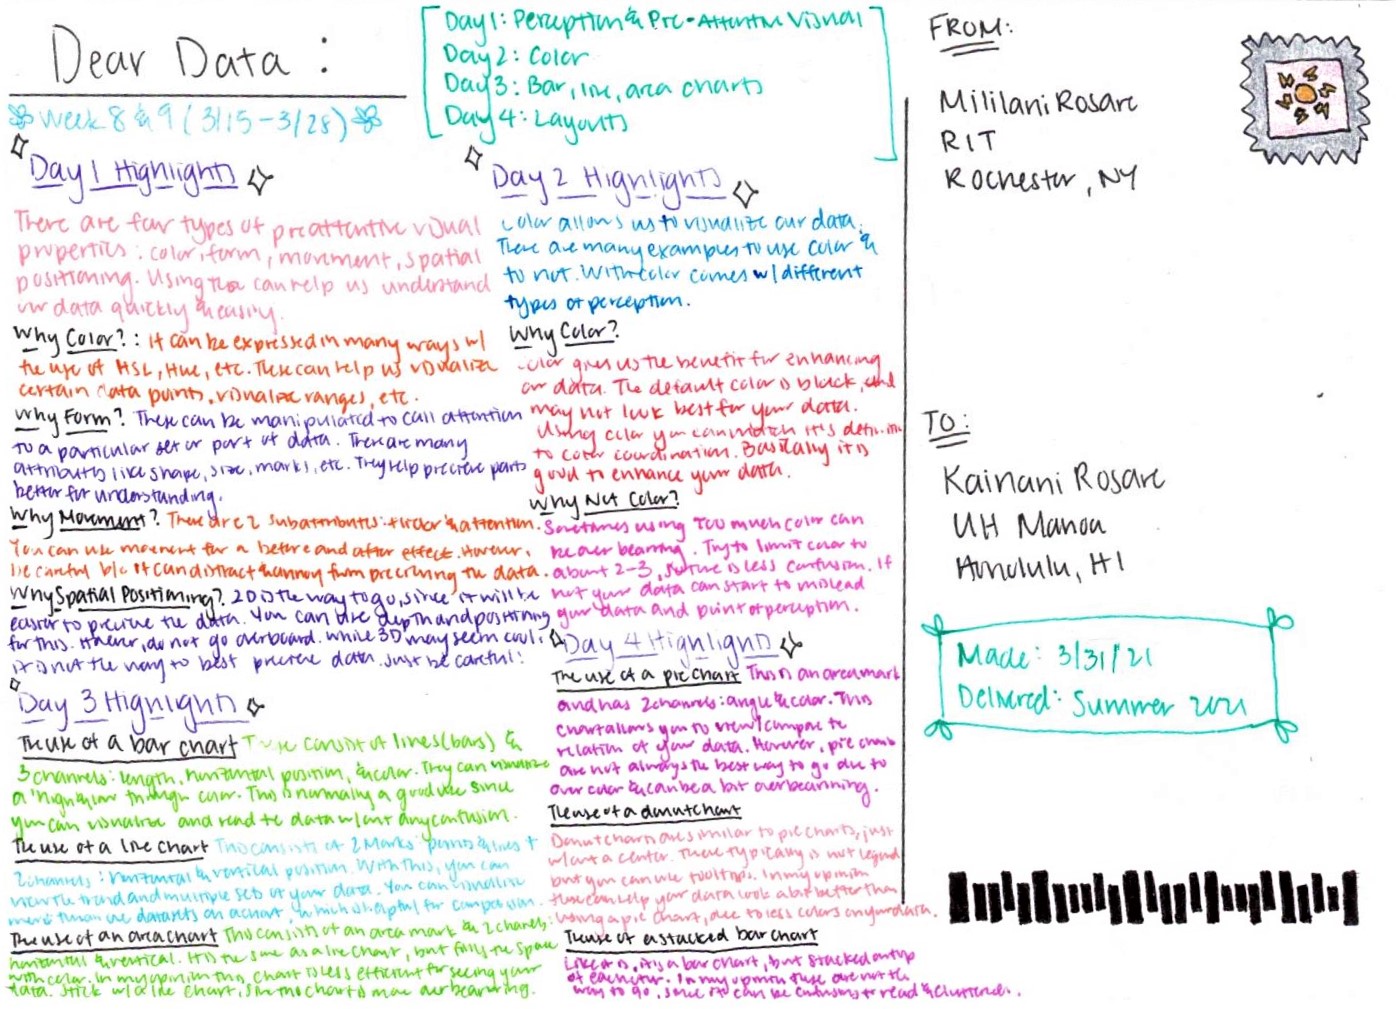 Dear Data :
week 8 & 9 (3/15-3/28)
Day 1: Perception & Pre-Attentive Visual
Day 2: Color
Day 3: Bar, line, area charts
Day 4: Layouts
Day 1 Highlights
There are four types of preattentive visual
properties: color, form, movement, spatial
positioning. Using these can help us understand
our data quickly & easily.
Why Color?: it can be expressed in many ways w/
the use of HSL, Hue, etc. These can help us visualize
certain data points, visualize ranges, etc.
Why Form? These can be manipulated to call attention
to a particular set or part of data. There are many
attributes like shape, size, marks, etc. They help precieve parts
better for understanding.
Why Movement? There are 2 subattributes: flicker & attention.
You can use movement for a before and after effect. However,
be careful b/c it can distract & annoy from precieving the data.
Why Spatial Positioning? 2D is the way to go, since it will be
easier to precieve the data. You can use depth and positioning
for this. However, do not go overboard. While 3D may seem cool,
it is not the way to best precieve data. Just be careful!
Day 3 Highlights
The use of a bar chart These consist of lines (bars) &
3 channels: length, horizontal position, & color. They can visualize
a highlight through color. This is normally a good use since
you can visualize and read the data w/out any confusion.
The use of a line chart This consists of 2 Marks: points & lines +
2 channels: horizontal & vertical position. With this, you can
view the trend and multiple sets of your data. You can visualize
more than one datasets on a chart, which is helpful for comparison.
The use of an area chart This consists of an area mark & 2 channels:
horizontal & vertical. It is the same as a line chart, but fills the space
with color. In my opinion this chart is less efficient for seeing your
data. Stick w/ a line chart, since this chart is more overbearing.
Day 2 Highlights
Color allows us to visualize our data.
There are many examples to use color &
to not. With color comes w/ different
types of perception.
Why Color?
Color gives us the benefit for enhancing
our data. The default color is black, and
may not look best for your data.
Using color you can match it's
to color coordination. Basically it is
good to enhance your data.
Why Not Color?
Sometimes using too much color can
be over bearing. Try to limit color to
about 2-3, so there is less confusion. If
not your data can start to mislead
your data and point of perception.
Day 4 Highlights
The use of a pie chart This is an area mark
and has 2 channels: angle & color. This
chart allows you to view/compare the
relation of your data. However, pie charts
are not always the best way to go due to
over color & can be a bit overbearing.
The use of a donut chart
Donut charts are similar to pie charts, just
w/out a center. There typically is not legend
but you can use tooltips. In my opinion
these can help your data look a lot better than
using a pie chart, due to less colors on your data.
The use of a stacked bar chart
Like it is, it is a bar chart, but stacked on top
of each other. In my opinion these are not the
way to go, since it can be confusing to read & cluttered.
FROM:
Mililani Rosare
RIT
Rochester, NY
TO:
Kainani Rosare
UH Manoa
Honolulu, HI
Made: 3/31/21
Delivered: Summer 2021